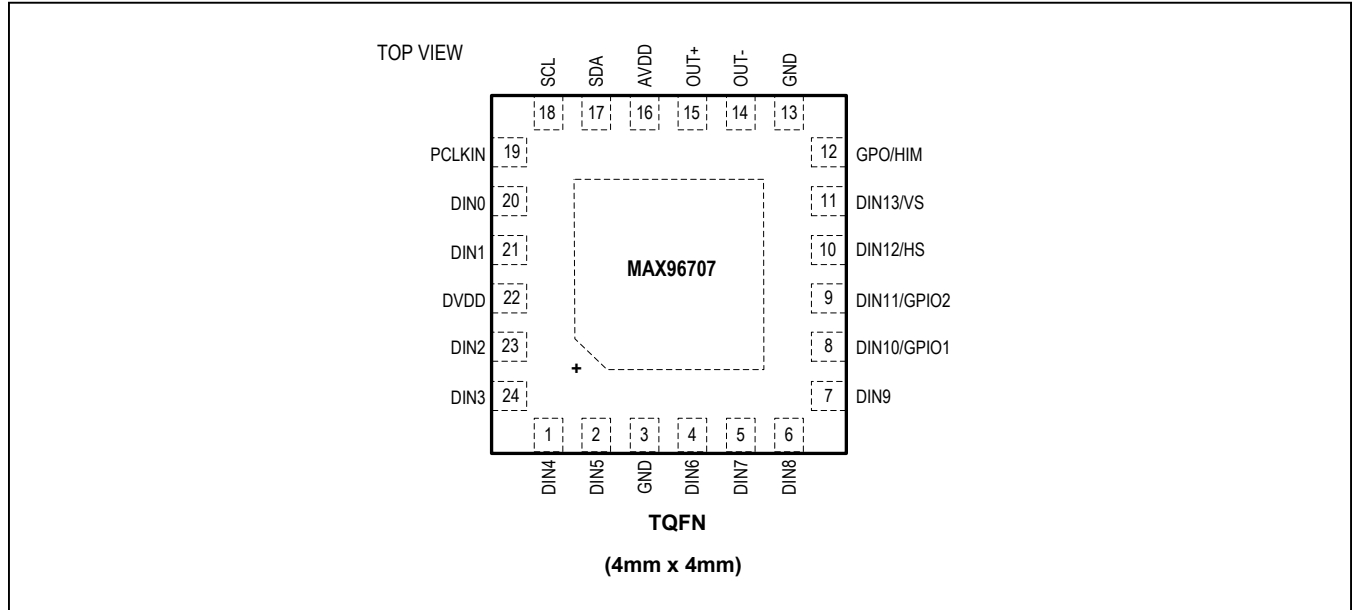 TOP VIEW
SCL
SDA
AVDD
OUT+
OUT-
GND
18
17
16
15
14
13
PCLKIN 19
12 GPO/HIM
DIN0 20
11 DIN13/VS
DIN1 21
10 DIN12/HS
MAX96707
DVDD 22
9 DIN11/GPIO2
DIN2 23
8 DIN10/GPIO1
+
DIN3 24
7 DIN9
1
2
3
4
5
6
DIN4
DIN5
GND
DIN6
DIN7
DIN8
TQFN
(4mm x 4mm)